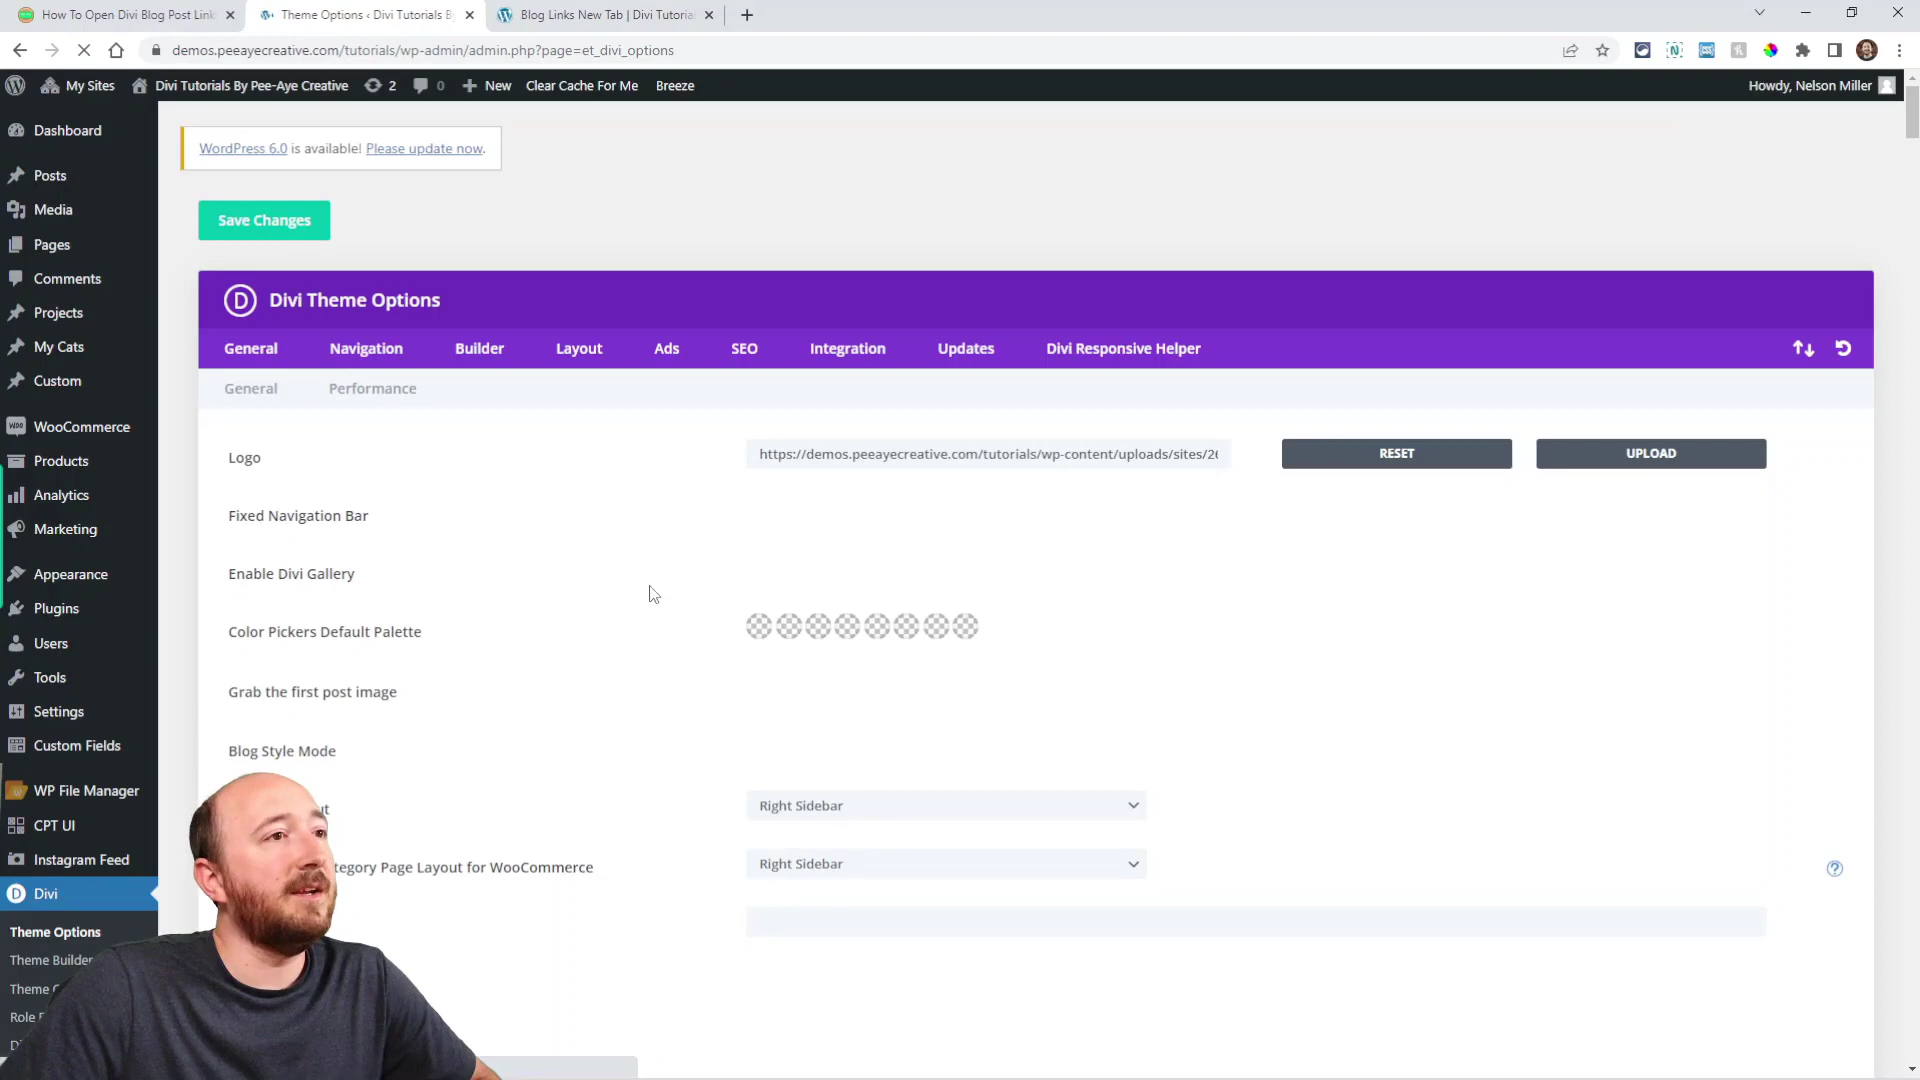 How To Open Divi Blog Post Link
Theme Options ‹ Divi Tutorials B
Blog Links New Tab | Divi Tutoria
demos.peeayecreative.com/tutorials/wp-admin/admin.php?page=et_divi_options
My Sites
Divi Tutorials By Pee-Aye Creative
2
0
New
Clear Cache For Me
Breeze
Howdy, Nelson Miller
Dashboard
Posts
Media
Pages
Comments
Projects
My Cats
Custom
WooCommerce
Products
Analytics
Marketing
Appearance
Plugins
Users
Tools
Settings
Custom Fields
WP File Manager
CPT UI
Instagram Feed
Divi
Theme Options
Theme Builder
Theme
Role
WordPress 6.0 is available! Please update now.
Save Changes
D Divi Theme Options
General
Navigation
Builder
Layout
Ads
SEO
Integration
Updates
Divi Responsive Helper
General
Performance
Logo
https://demos.peeayecreative.com/tutorials/wp-content/uploads/sites/26
RESET
UPLOAD
Fixed Navigation Bar
Enable Divi Gallery
Color Pickers Default Palette
Grab the first post image
Blog Style Mode
Right Sidebar
tegory Page Layout for WooCommerce
Right Sidebar